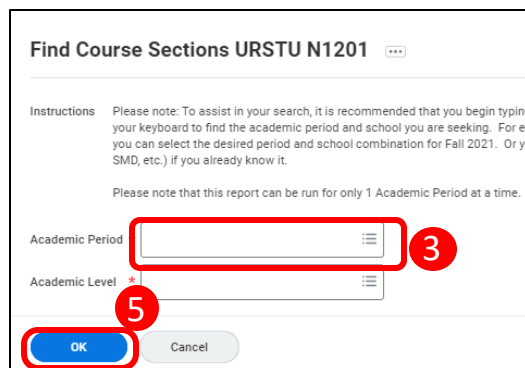 Find Course Sections URSTU N1201 ...
Instructions Please note: To assist in your search, it is recommended that you begin typin
your keyboard to find the academic period and school you are seeking. For e
you can select the desired period and school combination for Fall 2021. Or y
SMD, etc.) if you already know it.
Please note that this report can be run for only 1 Academic Period at a time.
Academic Period
3
Academic Level *
5
OK Cancel